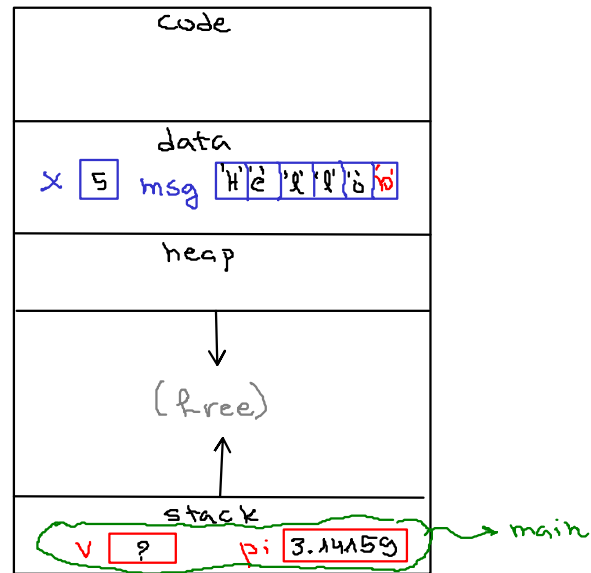 code
data
x 5 msg 'H' 'e' 'l' 'l' 'o' '\0'
heap
(free)
stack
v ? pi 3.14159 main